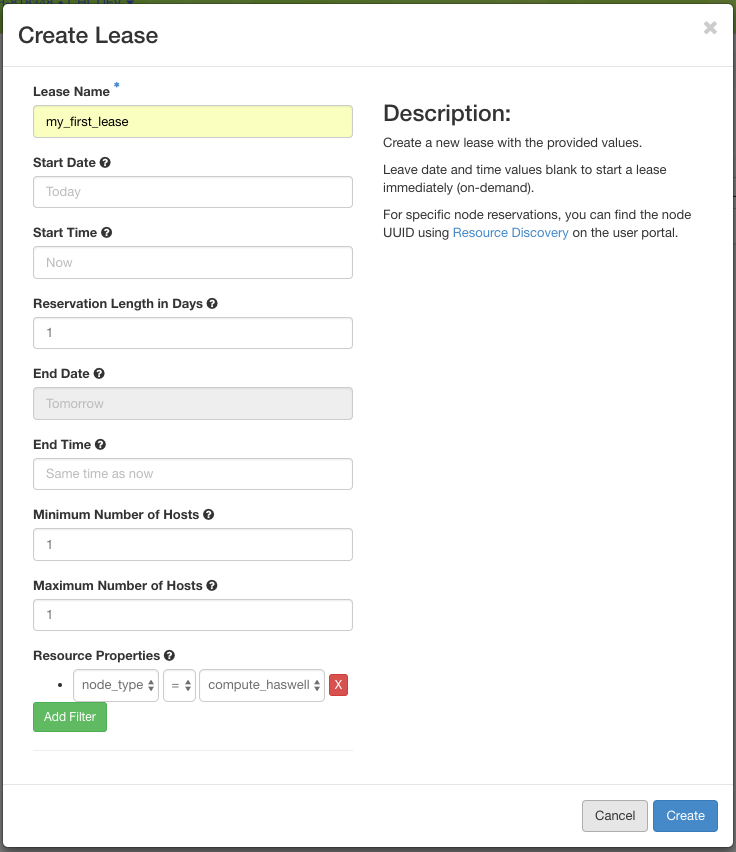 Create Lease
×
Lease Name *
my_first_lease
Start Date
Today
Start Time
Now
Reservation Length in Days
1
End Date
Tomorrow
End Time
Same time as now
Minimum Number of Hosts
1
Maximum Number of Hosts
1
Resource Properties
• node_type = compute_haswell X
Add Filter
Description:
Create a new lease with the provided values.
Leave date and time values blank to start a lease
immediately (on-demand).
For specific node reservations, you can find the node
UUID using Resource Discovery on the user portal.
Cancel Create